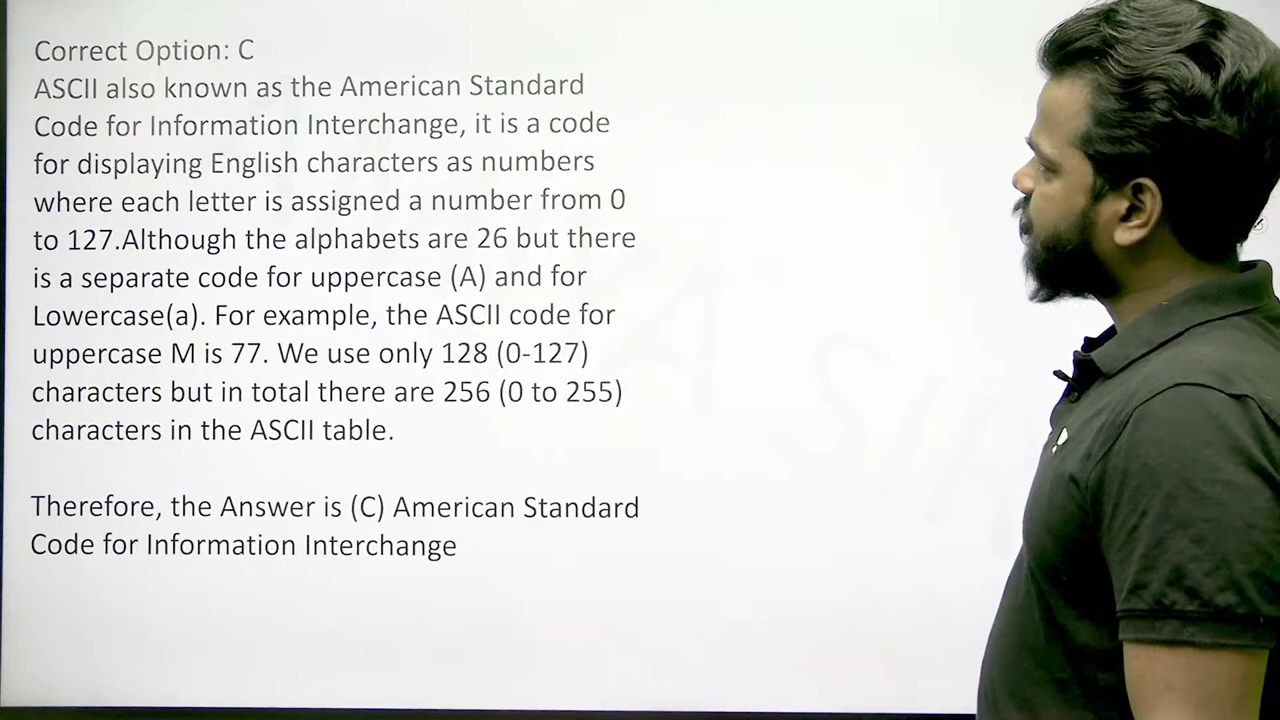 Correct Option: C
ASCII also known as the American Standard
Code for Information Interchange, it is a code
for displaying English characters as numbers
where each letter is assigned a number from 0
to 127.Although the alphabets are 26 but there
is a separate code for uppercase (A) and for
Lowercase(a). For example, the ASCII code for
uppercase M is 77. We use only 128 (0-127)
characters but in total there are 256 (0 to 255)
characters in the ASCII table.
Therefore, the Answer is (C) American Standard
Code for Information Interchange